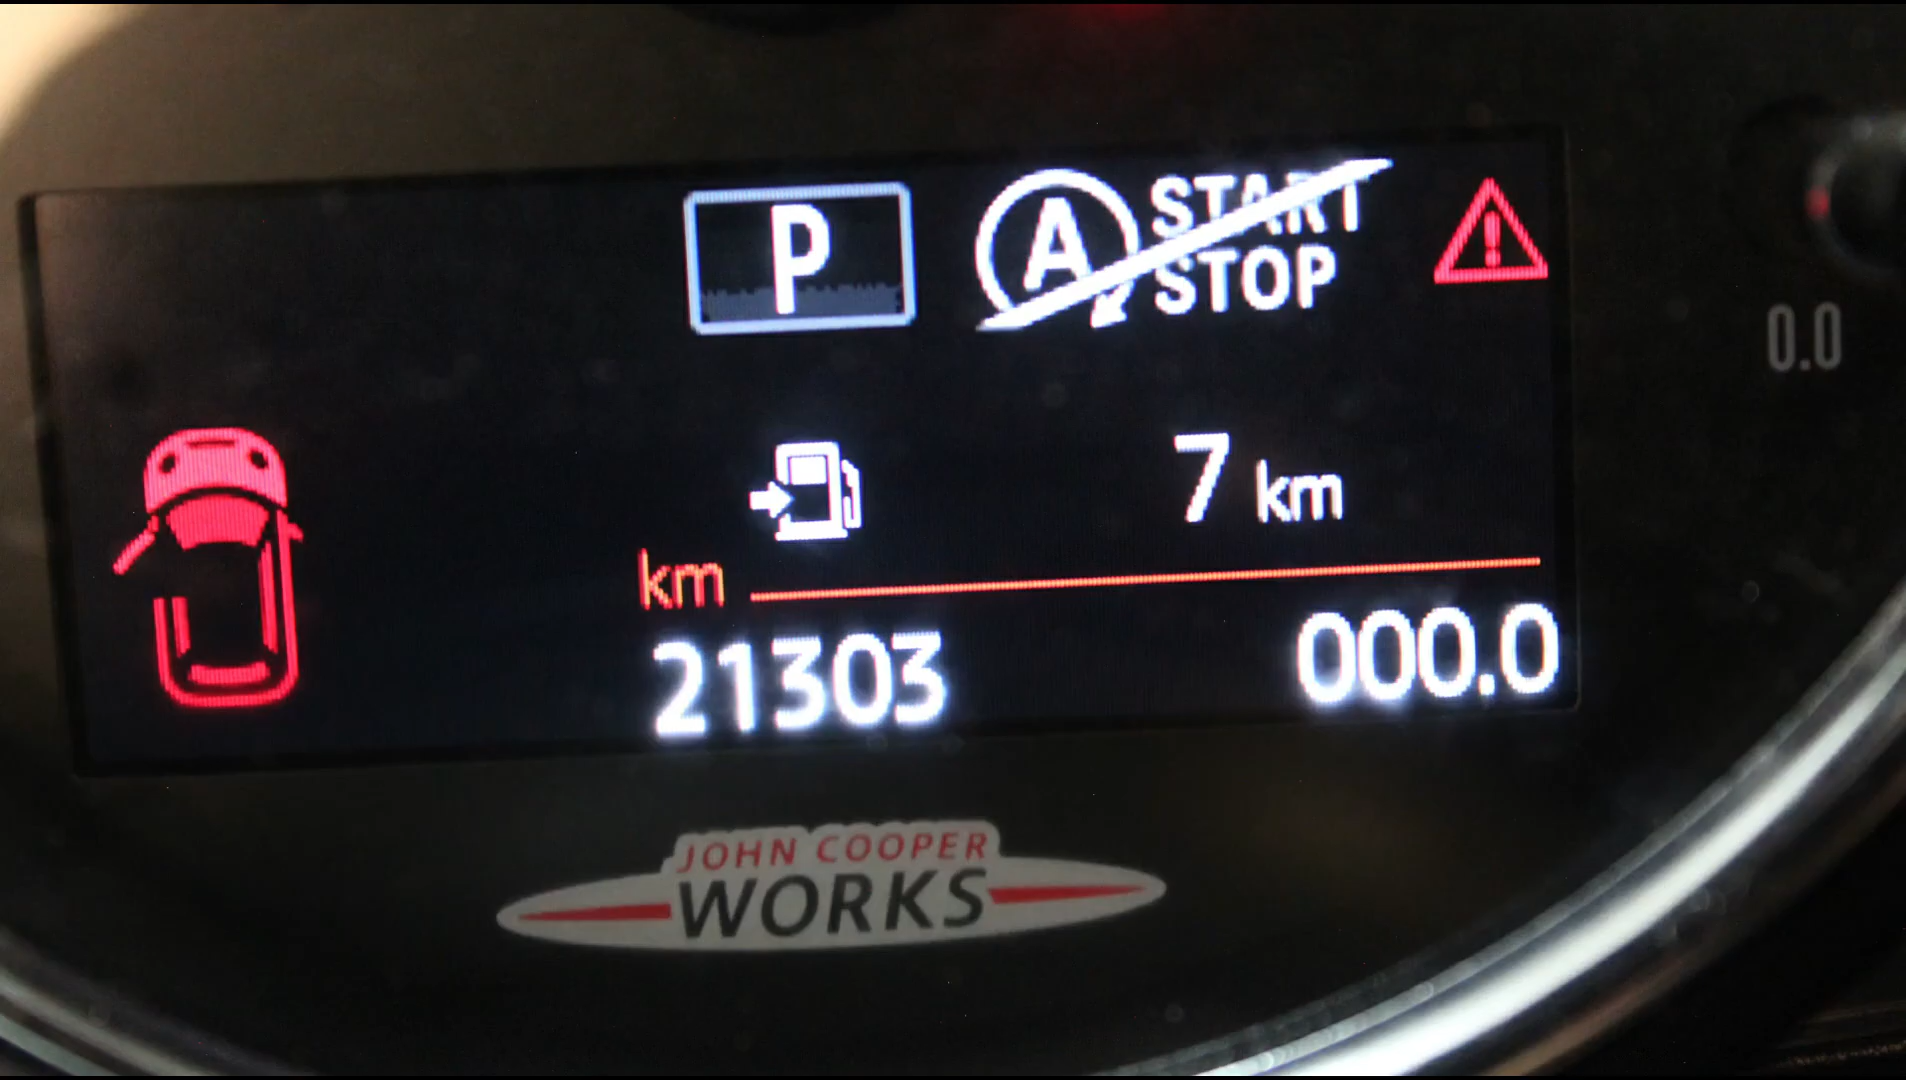 P
A START
STOP
!
0.0
7 km
km
21303 000.0
JOHN COOPER
WORKS